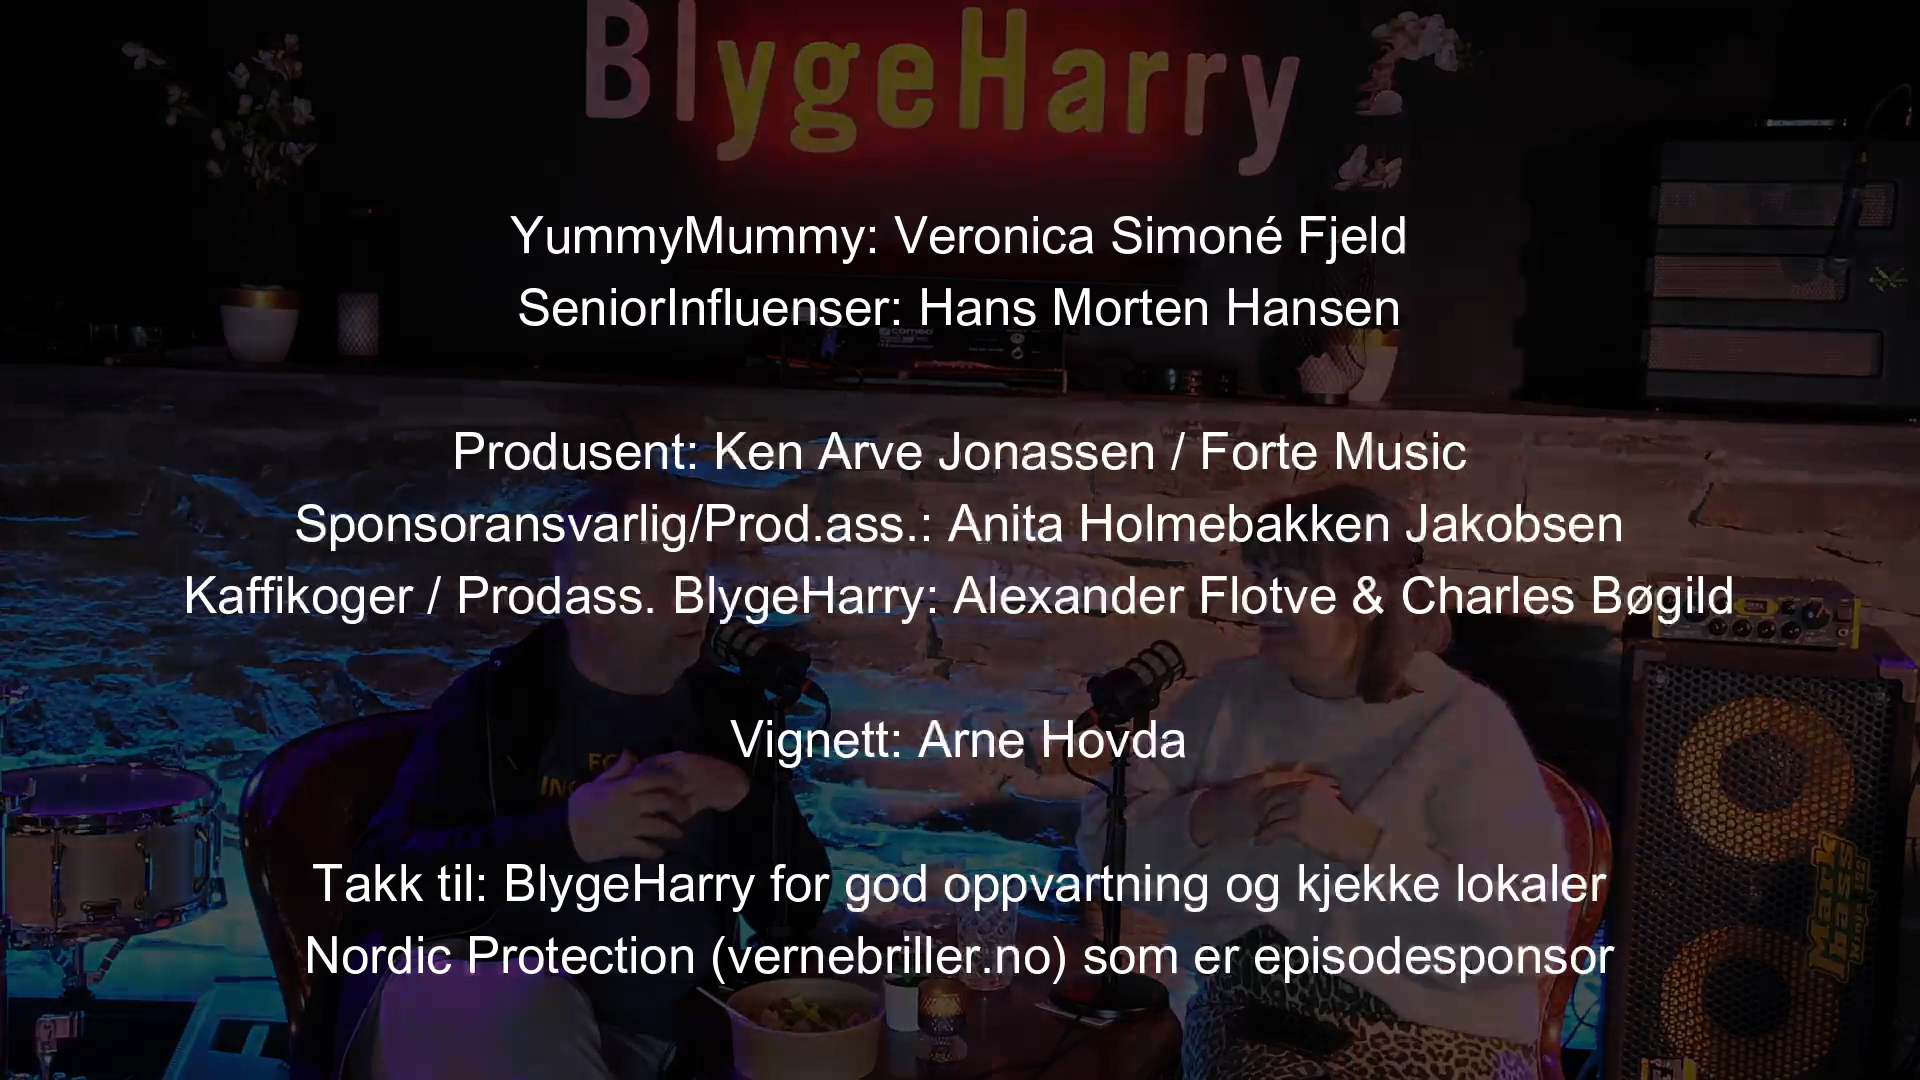 BlygeHarry
YummyMummy: Veronica Simoné Fjeld
SeniorInfluenser: Hans Morten Hansen
Produsent: Ken Arve Jonassen / Forte Music
Sponsoransvarlig/Prod.ass.: Anita Holmebakken Jakobsen
Kaffikoger / Prodass. BlygeHarry: Alexander Flotve & Charles Bøgild
Vignett: Arne Hovda
Takk til: BlygeHarry for god oppvartning og kjekke lokaler
Nordic Protection (vernebriller.no) som er episodesponsor
Mark
bass